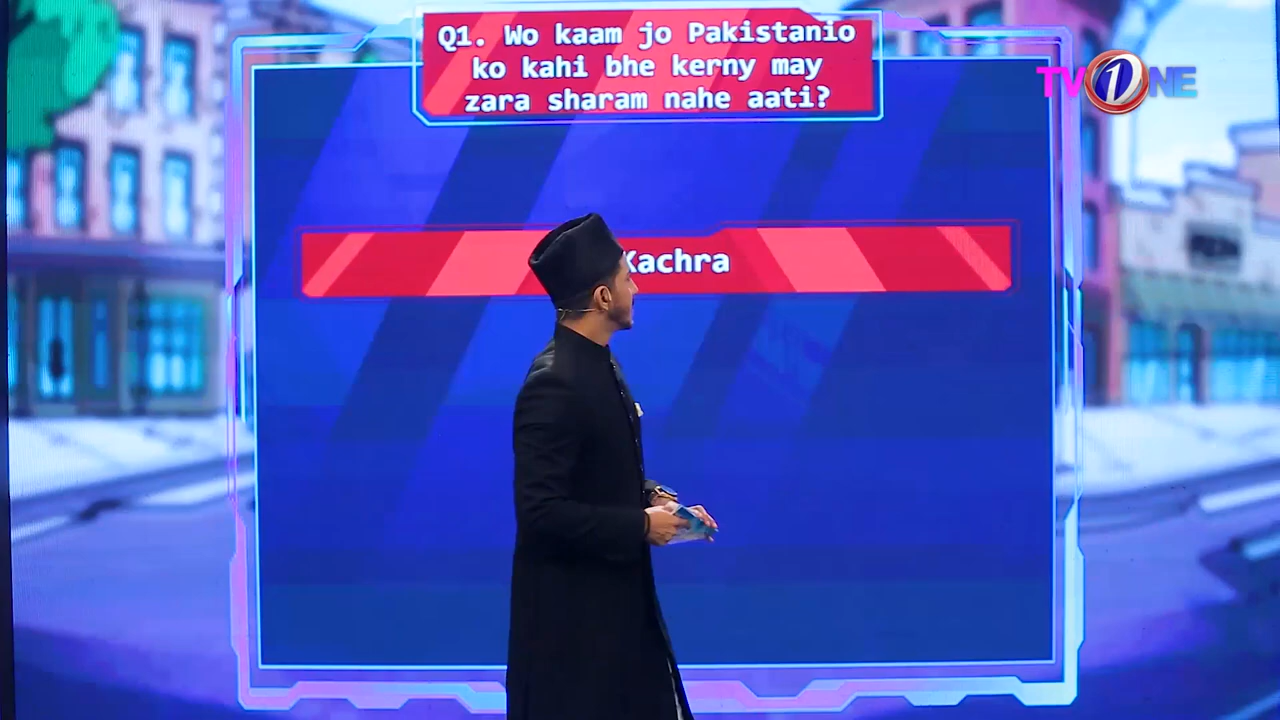 Q1. Wo kaam jo Pakistanio
ko kahi bhe kerny may
zara sharam nahe aati?
TV ONE
Kachra